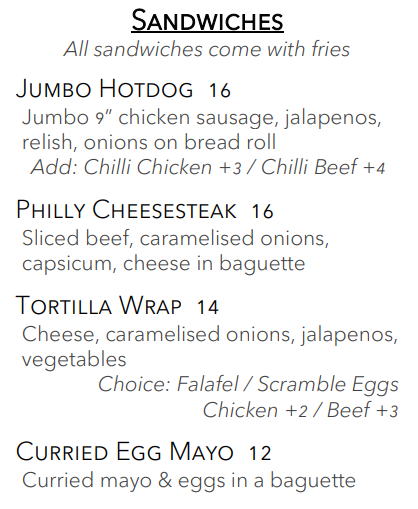 SANDWICHES
All sandwiches come with fries
JUMBO HOTDOG 16
Jumbo 9” chicken sausage, jalapenos,
relish, onions on bread roll
Add: Chilli Chicken +3 / Chilli Beef +4
PHILLY CHEESESTEAK 16
Sliced beef, caramelised onions,
capsicum, cheese in baguette
TORTILLA WRAP 14
Cheese, caramelised onions, jalapenos,
vegetables
Choice: Falafel / Scramble Eggs
Chicken +2 / Beef +3
CURRIED EGG MAYO 12
Curried mayo & eggs in a baguette